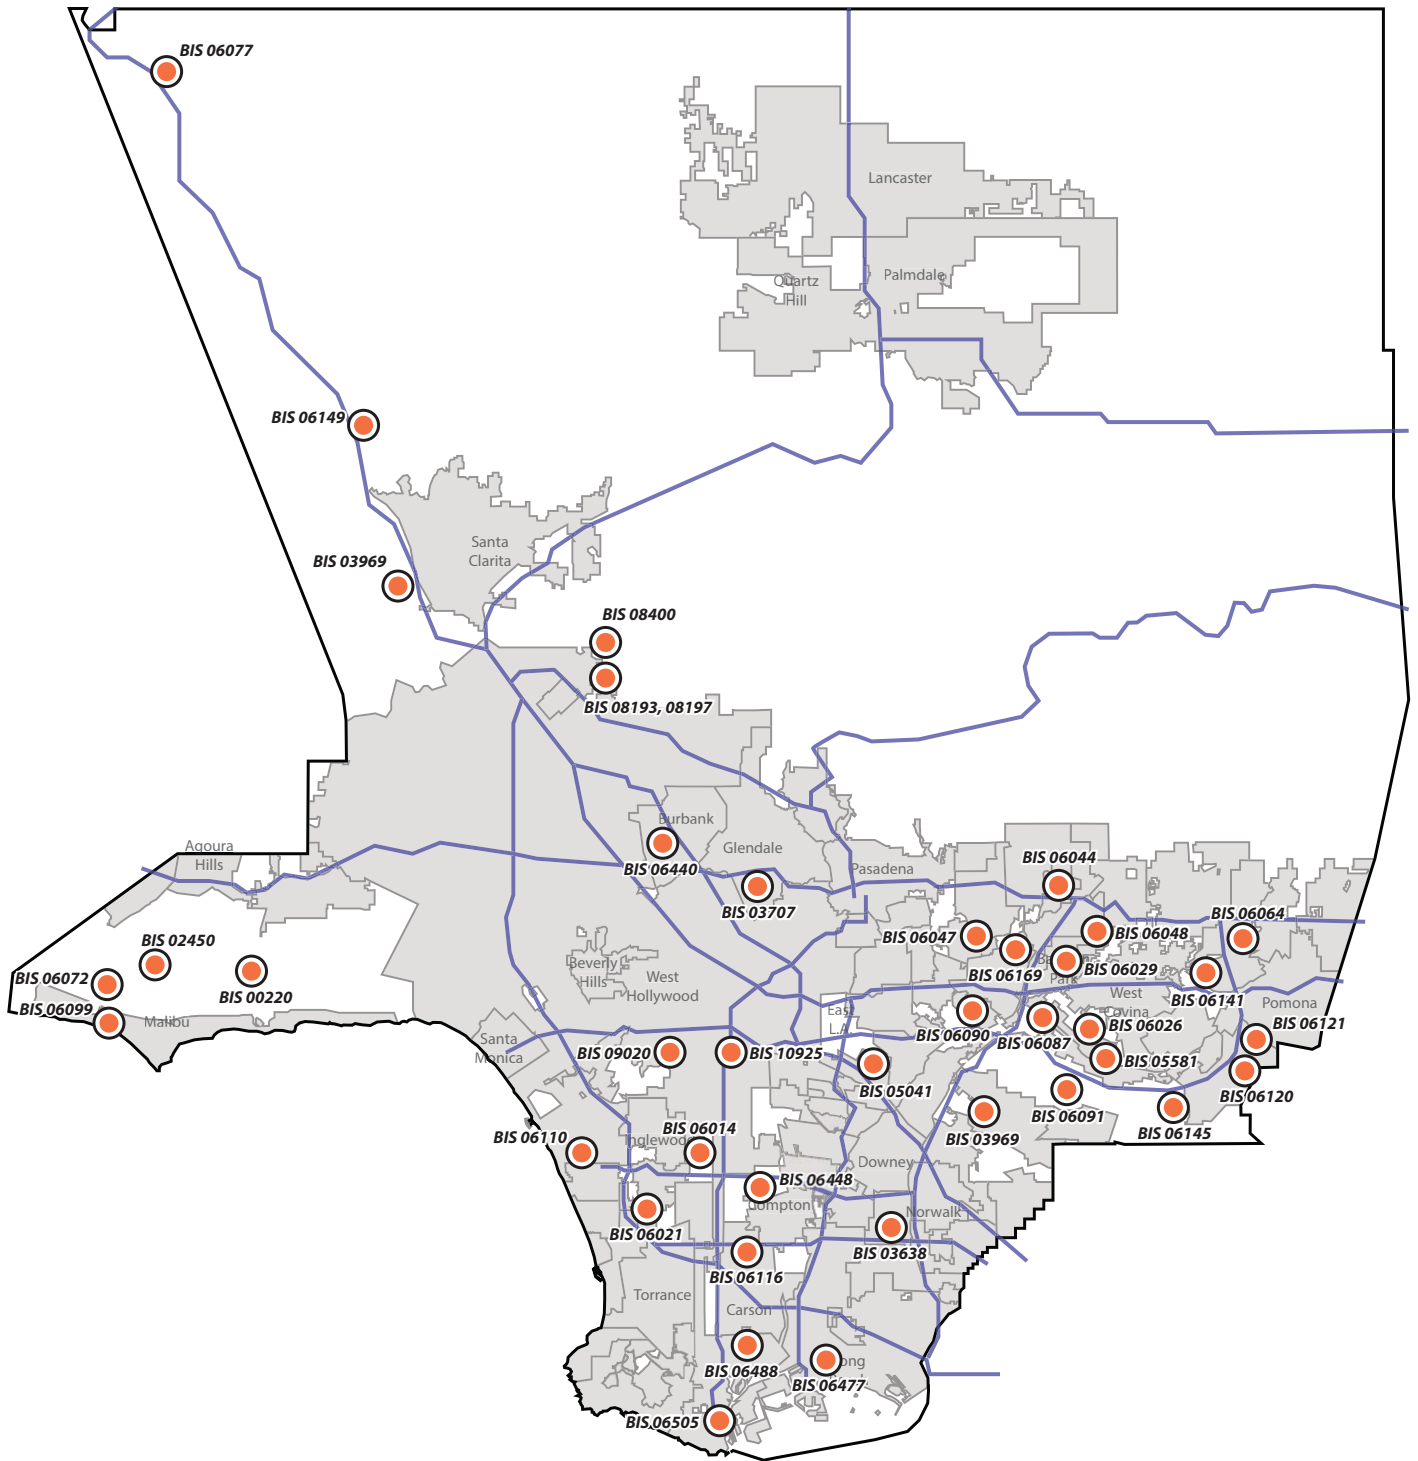 BIS 06077
Lancaster
Palmdale
Quartz
Hill
BIS 06149
Santa
Clarita
BIS 03969
BIS 08400
BIS 08193, 08197
Burbank
Agoura
Hills
Glendale
BIS 06440
Pasadena
BIS 06044
BIS 03707
BIS 06064
BIS 06047
BIS 06048
BIS 02450
BIS 06169
BIS 06029
Park
BIS 06072
BIS 00220
Beverly
Hills
West
Hollywood
West
BIS 06141
Pomona
BIS 06099
Malibu
East
L.A.
BIS 06090
BIS 06087
BIS 06026
BIS 06121
Santa
Monica
BIS 09020
BIS 10925
BIS 05581
BIS 05041
BIS 06120
BIS 06091
BIS 03969
BIS 06145
BIS 06110
BIS 06014
Inglewood
Downey
BIS 06448
Compton
Norwalk
BIS 06021
BIS 03638
BIS 06116
Torrance
Carson
BIS 06488
BIS 06477
BIS 06505